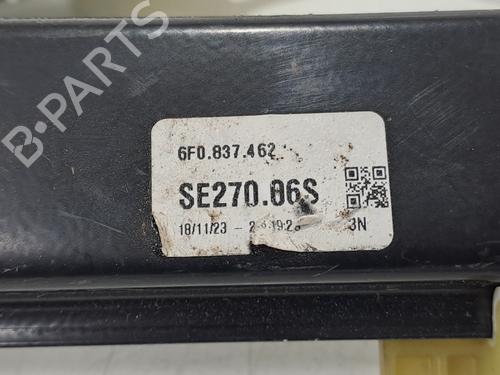 B-PARTS
6F0.837.462
SE270.06S
18/11/23 -
3N